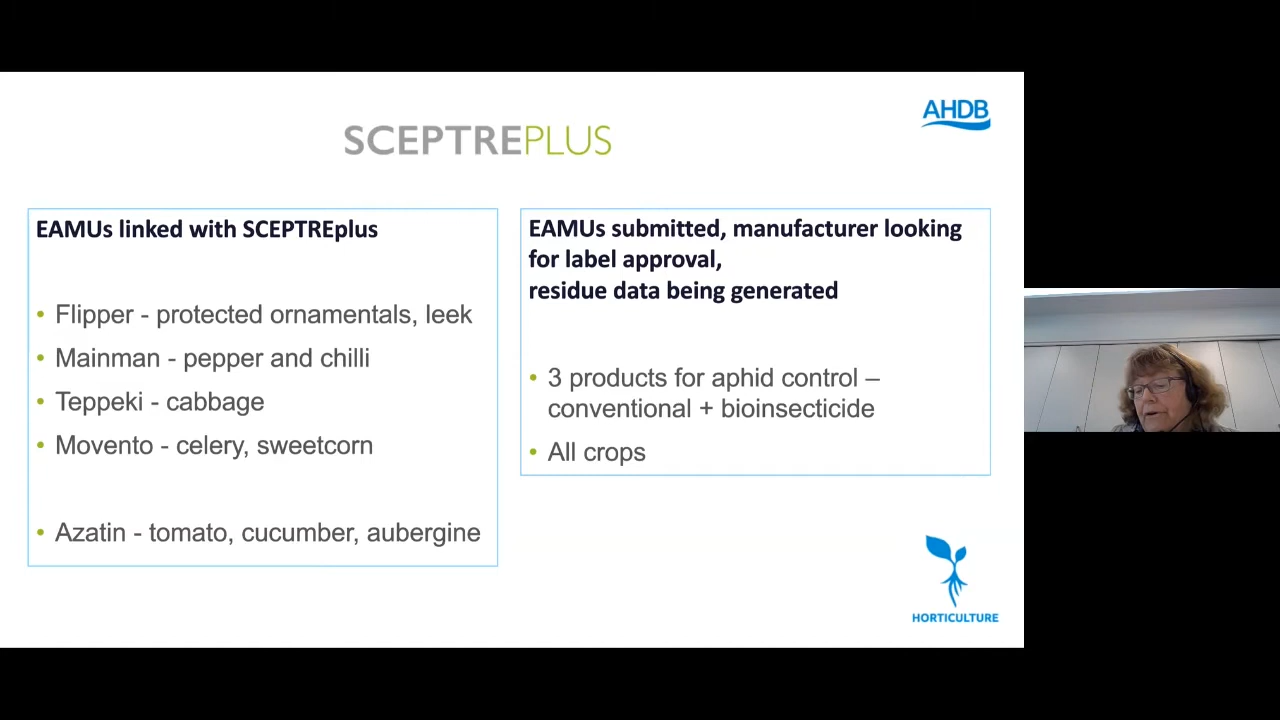 SCEPTREPLUS
AHDB
EAMUs linked with SCEPTREplus
• Flipper - protected ornamentals, leek
• Mainman - pepper and chilli
• Teppeki - cabbage
• Movento - celery, sweetcorn
• Azatin - tomato, cucumber, aubergine
EAMUs submitted, manufacturer looking
for label approval,
residue data being generated
• 3 products for aphid control –
conventional + bioinsecticide
• All crops
HORTICULTURE